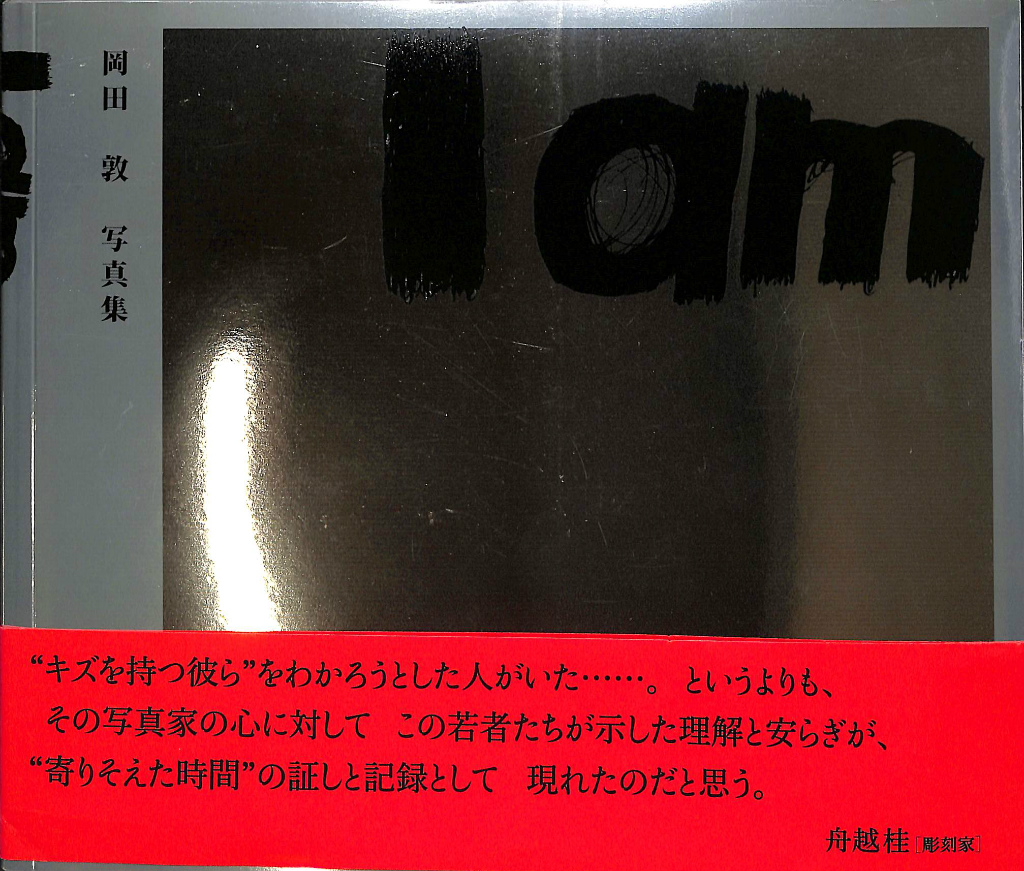 岡田 敦 写真集
I am
“キズを持つ彼ら”をわかろうとした人がいた……。 というよりも、
その写真家の心に対して この若者たちが示した理解と安らぎが、
“寄りそえた時間”の証しと記録として 現れたのだと思う。
舟越桂[彫刻家]